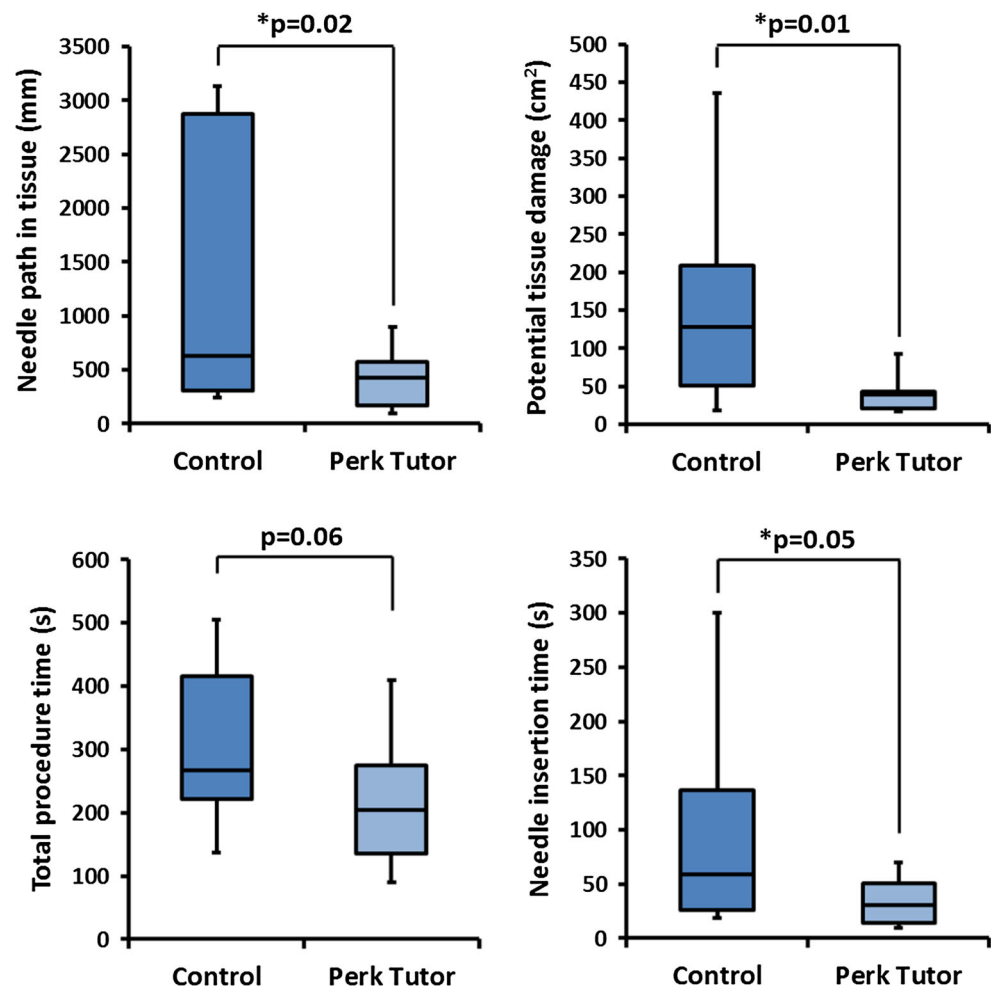 *p=0.02
Needle path in tissue (mm)
3500
3000
2500
2000
1500
1000
500
0
Control
Perk Tutor
*p=0.01
Potential tissue damage (cm²)
500
450
400
350
300
250
200
150
100
50
0
Control
Perk Tutor
p=0.06
Total procedure time (s)
600
500
400
300
200
100
0
Control
Perk Tutor
*p=0.05
Needle insertion time (s)
350
300
250
200
150
100
50
0
Control
Perk Tutor